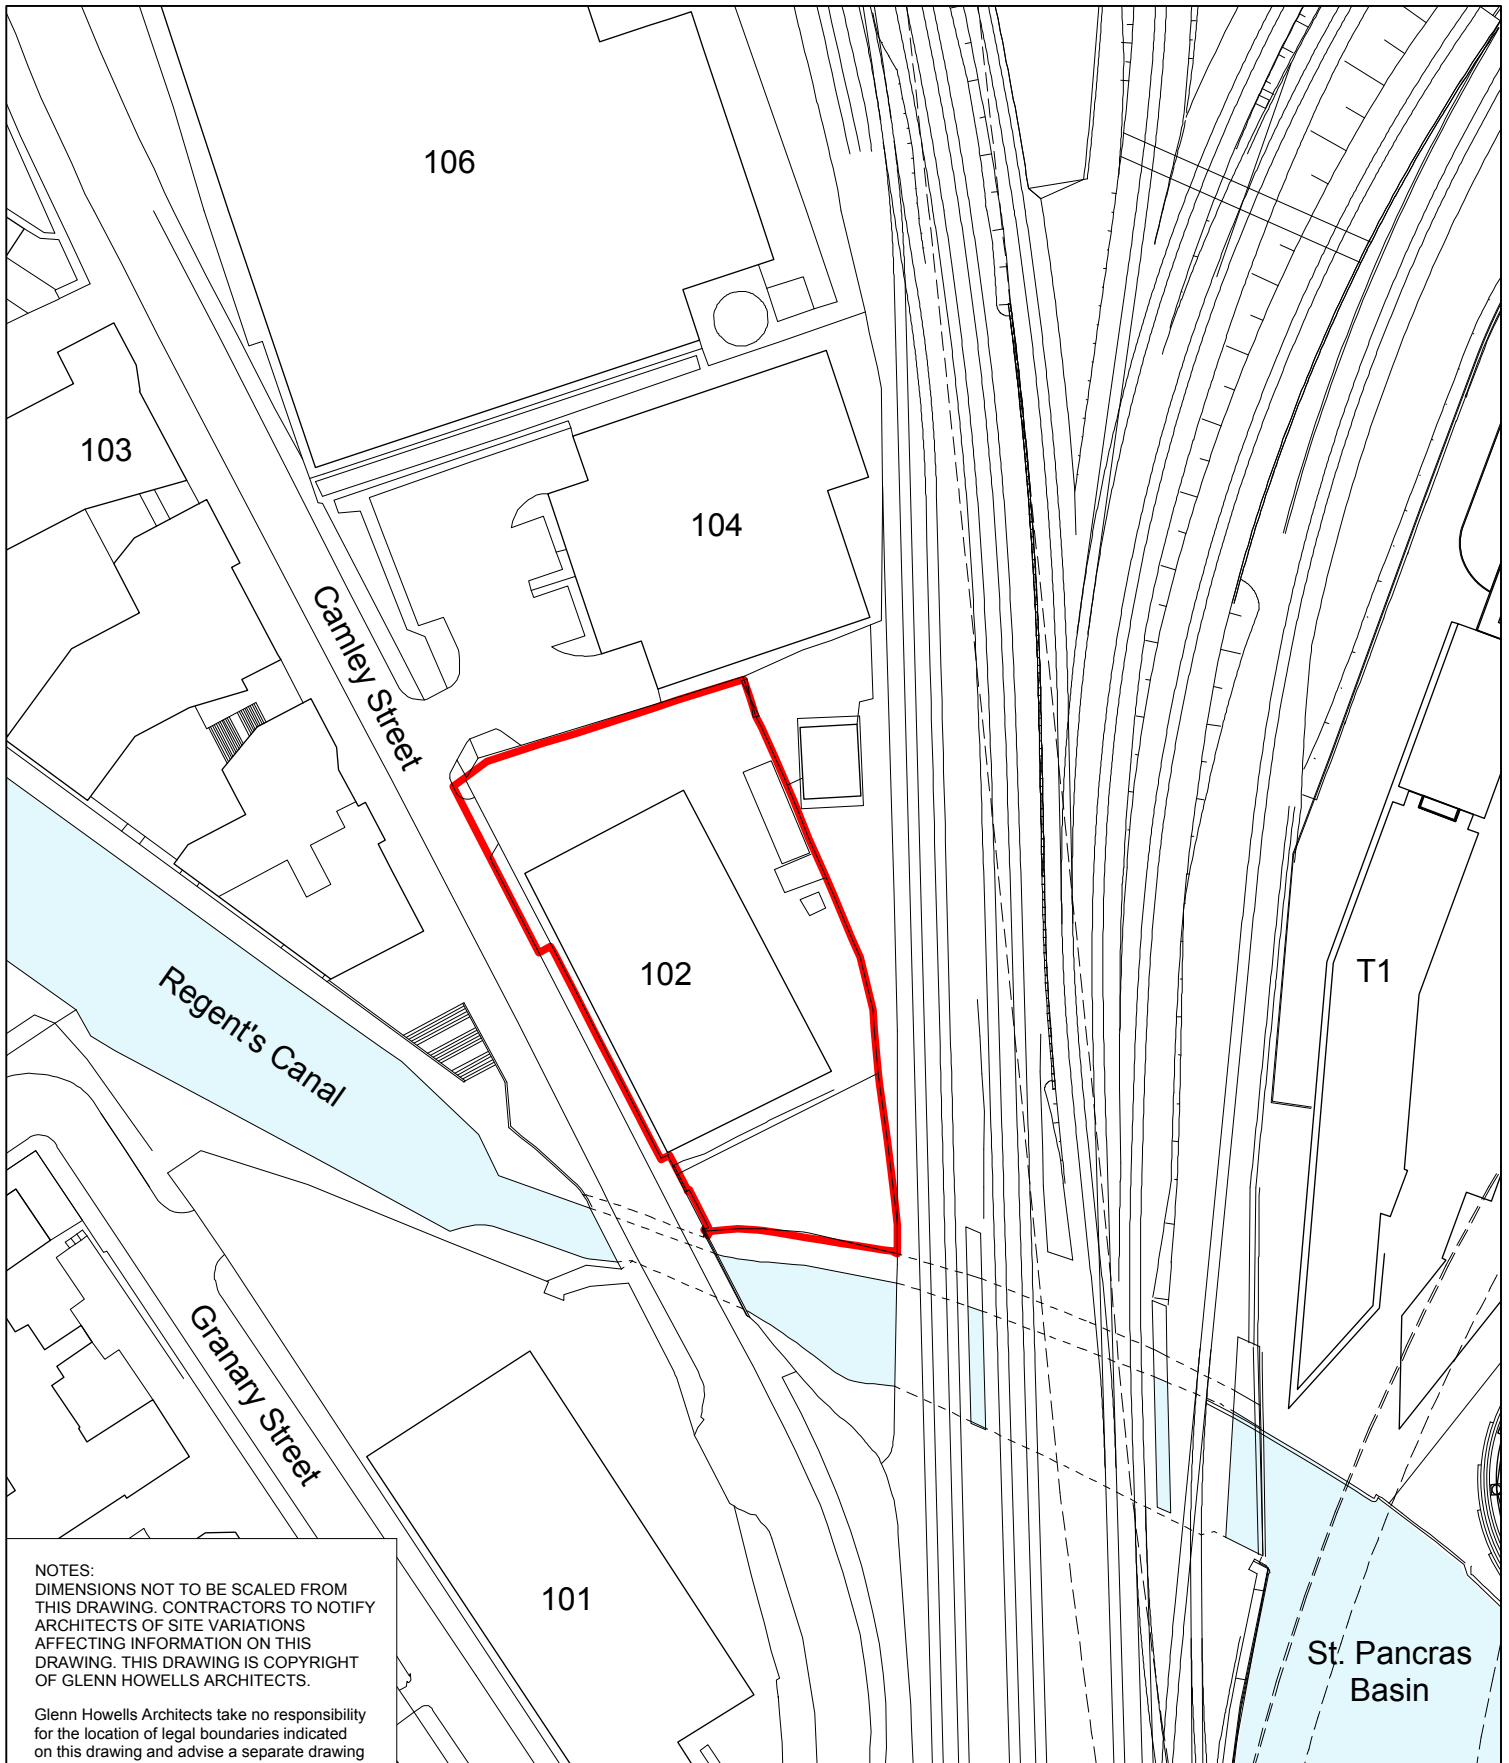 106
103
104
Camley Street
102
T1
Regent's Canal
Granary Street
101
St. Pancras
Basin
NOTES:
DIMENSIONS NOT TO BE SCALED FROM
THIS DRAWING. CONTRACTORS TO NOTIFY
ARCHITECTS OF SITE VARIATIONS
AFFECTING INFORMATION ON THIS
DRAWING. THIS DRAWING IS COPYRIGHT
OF GLENN HOWELLS ARCHITECTS.
Glenn Howells Architects take no responsibility
for the location of legal boundaries indicated
on this drawing and advise a separate drawing